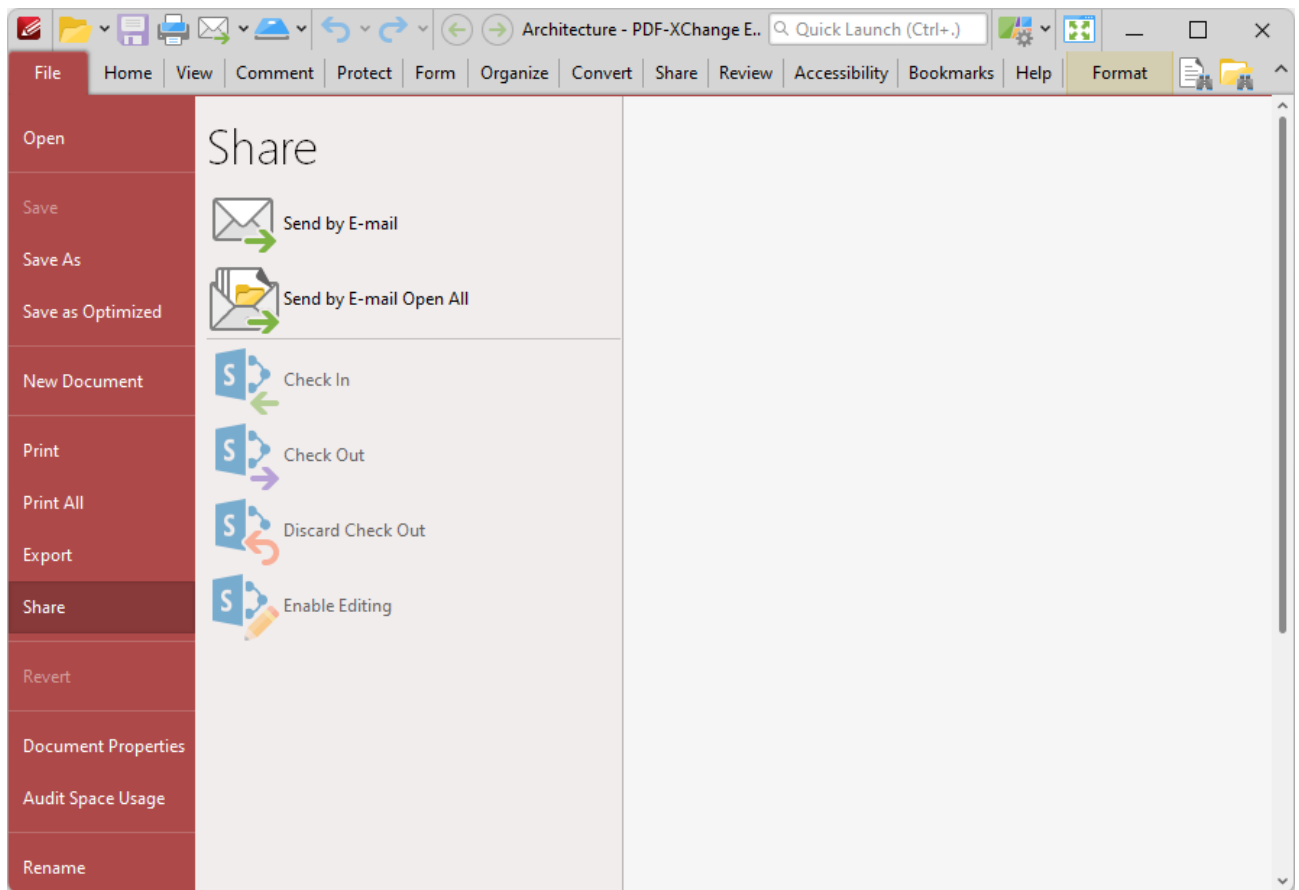 Architecture - PDF-XChange E..
Quick Launch (Ctrl+.)
File Home View Comment Protect Form Organize Convert Share Review Accessibility Bookmarks Help Format
Open
Save
Save As
Save as Optimized
New Document
Print
Print All
Export
Share
Revert
Document Properties
Audit Space Usage
Rename
Share
Send by E-mail
Send by E-mail Open All
S
Check In
S
Check Out
S
Discard Check Out
S
Enable Editing